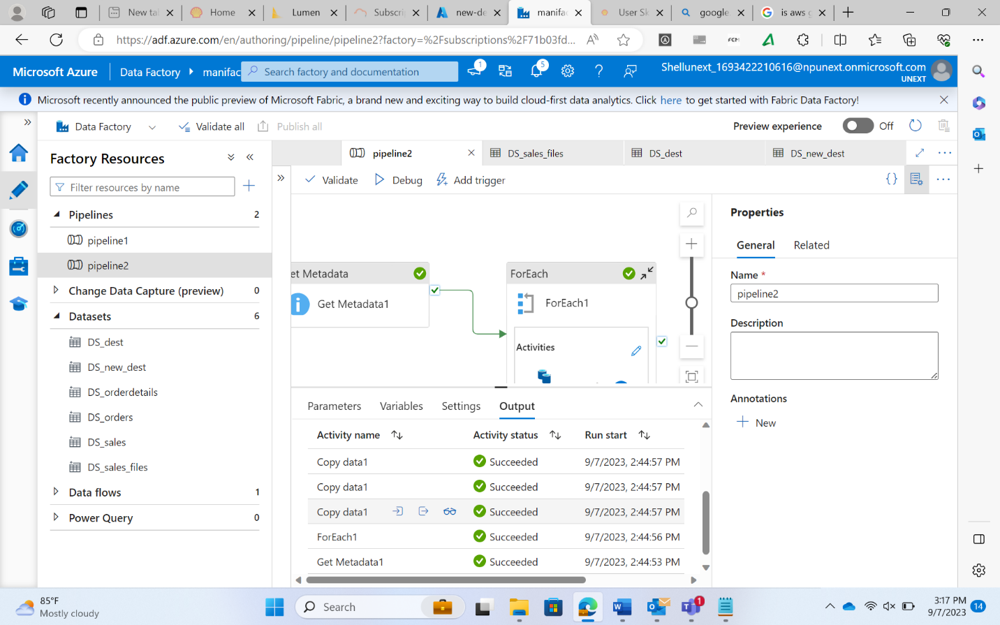 New tal
Home
Lumen
Subscri
new-de
manifac
User Sk
google.
is aws g
https://adf.azure.com/en/authoring/pipeline/pipeline2?factory=%2Fsubscriptions%2F71b03fd...
FCM
Microsoft Azure
Data Factory
manifac
Search factory and documentation
1
5
Shellunext_1693422210616@npunext.onmicrosoft.com
UNEXT
Microsoft recently announced the public preview of Microsoft Fabric, a brand new and exciting way to build cloud-first data analytics. Click here to get started with Fabric Data Factory!
Data Factory
Validate all
Publish all
Preview experience
Off
Factory Resources
pipeline2
DS_sales_files
DS_dest
DS_new_dest
Filter resources by name
Validate
Debug
Add trigger
Pipelines 2
pipeline1
pipeline2
Change Data Capture (preview) 0
Datasets 6
DS_dest
DS_new_dest
DS_orderdetails
DS_orders
DS_sales
DS_sales_files
Data flows 1
Power Query 0
et Metadata
Get Metadata1
ForEach
ForEach1
Activities
Properties
General
Related
Name *
pipeline2
Description
Annotations
New
Parameters
Variables
Settings
Output
Activity name
Activity status
Run start
Copy data1 Succeeded 9/7/2023, 2:44:57 PM
Copy data1 Succeeded 9/7/2023, 2:44:57 PM
Copy data1 Succeeded 9/7/2023, 2:44:57 PM
ForEach1 Succeeded 9/7/2023, 2:44:56 PM
Get Metadata1 Succeeded 9/7/2023, 2:44:53 PM
85°F
Mostly cloudy
Search
1
3:17 PM
9/7/2023
14